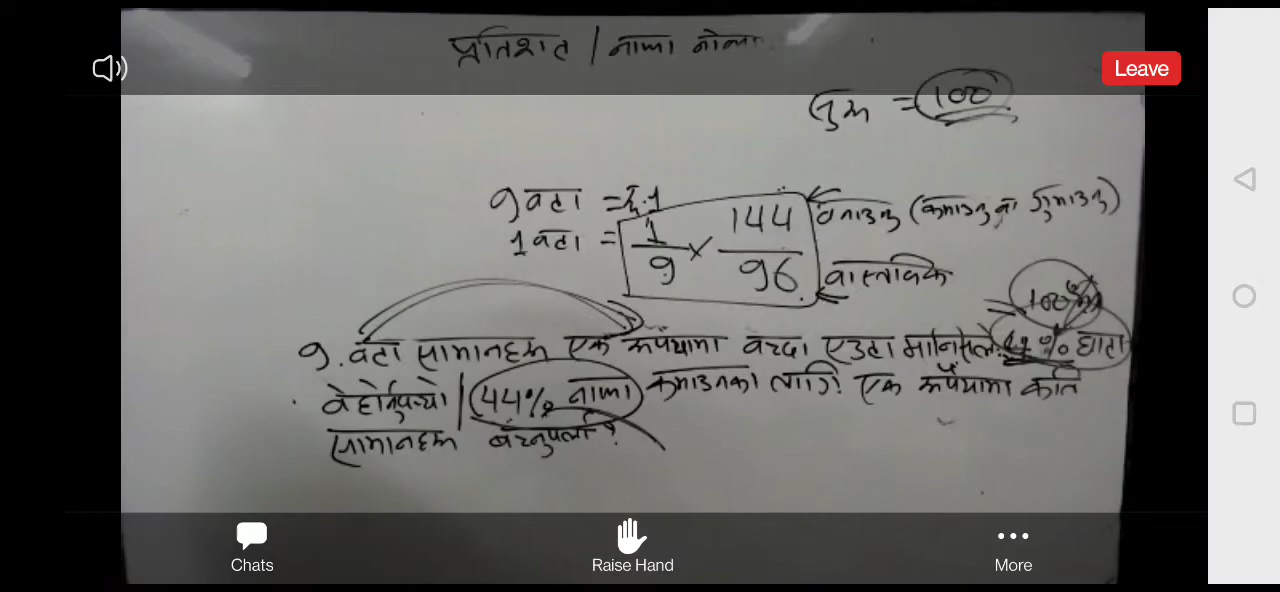 प्रतिशत / नाफा नोक्सा
Leave
सुरू = 100
9 वटा = रू.1
1 वटा = 1/9 × 144/96
बनाउनु (कमाउनु वा गुमाउनु)
वास्तविक
= 100%
9. वटा सामानहरू एक रूपैयामा बेच्दा एउटा मानिसले % घाटा
बेहोर्नुपर्यो / 44% नाफा कमाउनका लागि एक रूपैयामा कति
सामानहरू बेच्नुपर्ला ?
Chats
Raise Hand
More